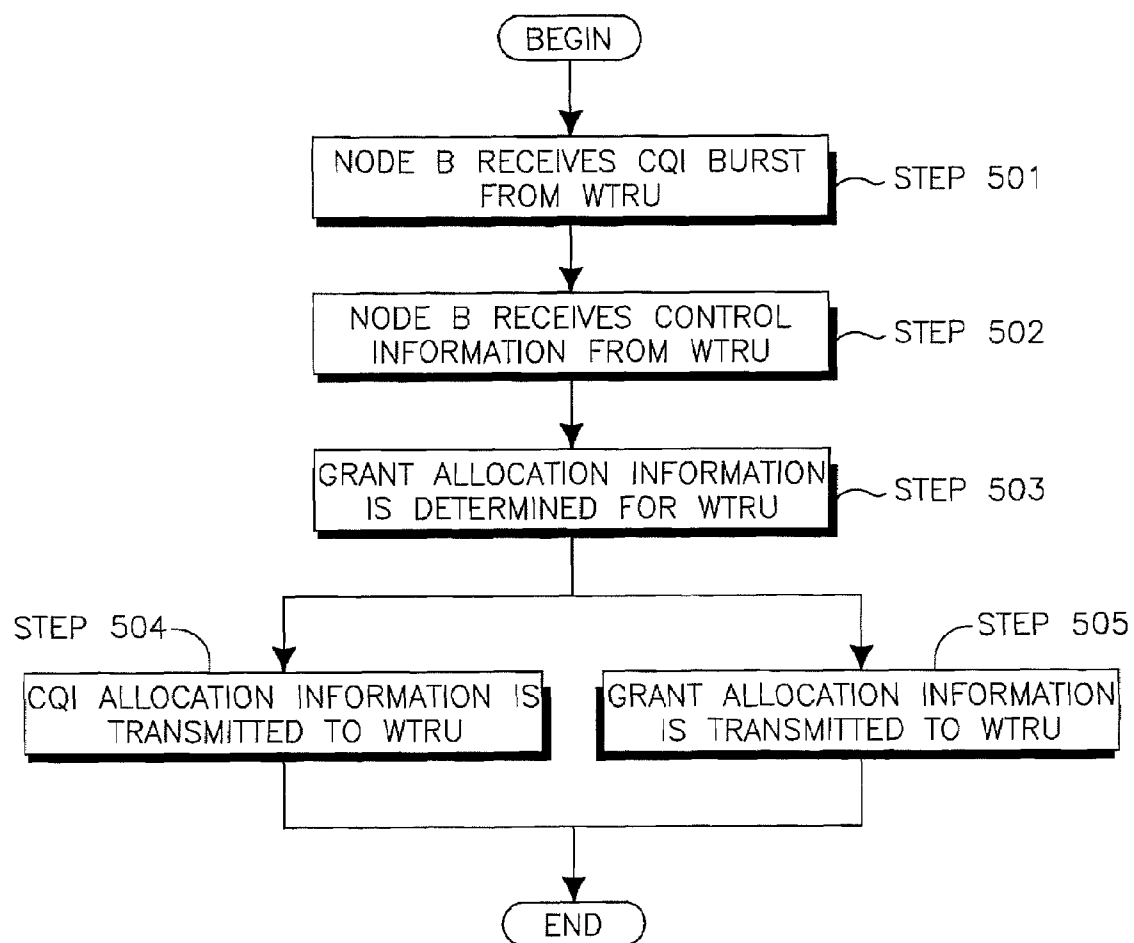 BEGIN
NODE B RECEIVES CQI BURST
FROM WTRU
STEP 501
NODE B RECEIVES CONTROL
INFORMATION FROM WTRU
STEP 502
GRANT ALLOCATION INFORMATION
IS DETERMINED FOR WTRU
STEP 503
STEP 504
CQI ALLOCATION INFORMATION IS
TRANSMITTED TO WTRU
STEP 505
GRANT ALLOCATION INFORMATION
IS TRANSMITTED TO WTRU
END